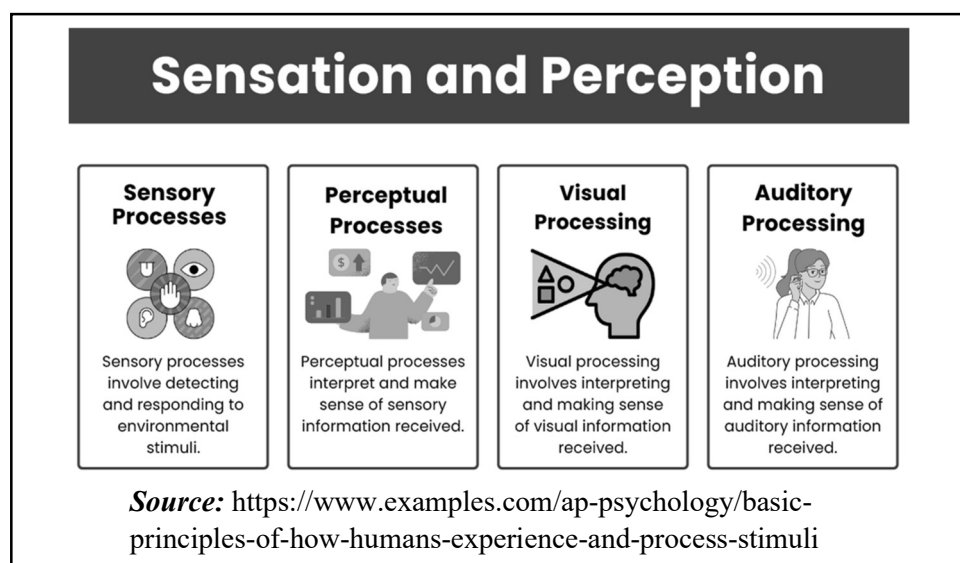 Sensation and Perception
Sensory
Processes
Sensory processes
involve detecting
and responding to
environmental
stimuli.
Perceptual
Processes
$
Perceptual processes
interpret and make
sense of sensory
information received.
Visual
Processing
Visual processing
involves interpreting
and making sense
of visual information
received.
Auditory
Processing
Auditory processing
involves interpreting
and making sense of
auditory information
received.
Source: https://www.examples.com/ap-psychology/basic-
principles-of-how-humans-experience-and-process-stimuli